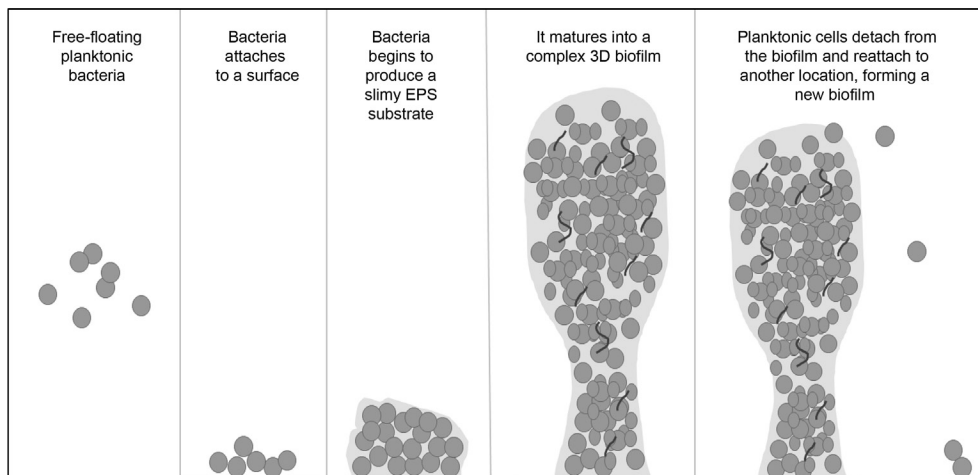 Free-floating
planktonic
bacteria
Bacteria
attaches
to a surface
Bacteria
begins to
produce a
slimy EPS
substrate
It matures into a
complex 3D biofilm
Planktonic cells detach from
the biofilm and reattach to
another location, forming a
new biofilm